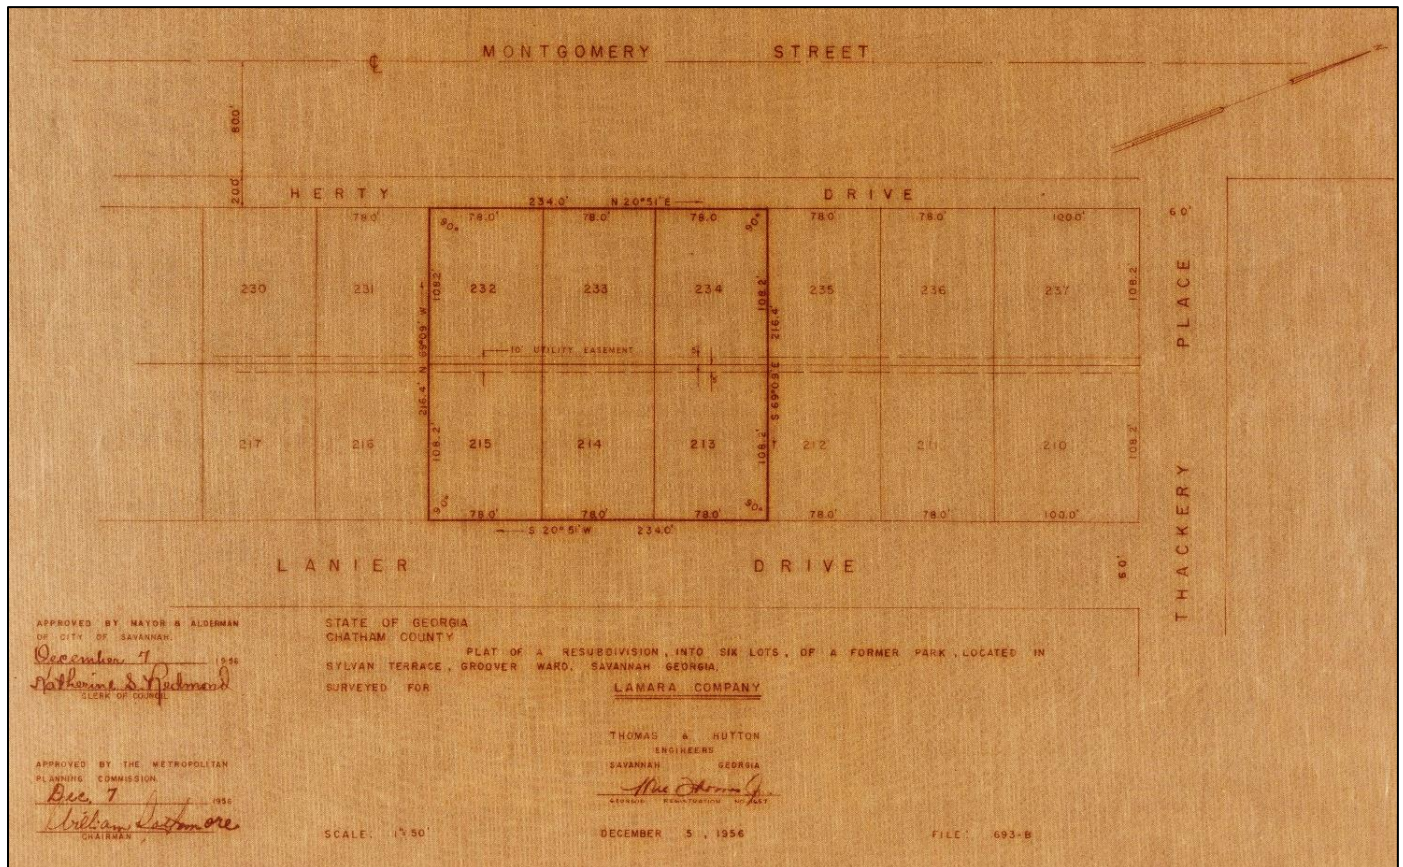 MONTGOMERY STREET
℄
80.0'
20.0'
HERTY DRIVE
234.0' N 20°51'E
60'
78.0' 78.0' 78.0' 78.0 78.0' 78.0' 100.0'
90° 90°
108.2' 108.2' 108.2'
230 231 232 233 234 235 236 237
216.4' N 69°09' W
S 69°09'E 216.4'
10' UTILITY EASEMENT
5'
217 216 215 214 213 212 211 210
108.2' 108.2' 108.2'
90° 90°
78.0' 78.0' 78.0' 78.0' 78.0' 100.0'
S 20°51'W 234.0'
LANIER DRIVE
60'
THACKERY PLACE
APPROVED BY MAYOR & ALDERMAN
OF CITY OF SAVANNAH.
December 7 1956
Katherine S. Redmond
CLERK OF COUNCIL
STATE OF GEORGIA
CHATHAM COUNTY
PLAT OF A RESUBDIVISION, INTO SIX LOTS, OF A FORMER PARK, LOCATED IN
SYLVAN TERRACE, GROOVER WARD, SAVANNAH GEORGIA.
SURVEYED FOR LAMARA COMPANY
THOMAS & HUTTON
ENGINEERS
SAVANNAH GEORGIA
GEORGIA REGISTRATION NO.
APPROVED BY THE METROPOLITAN
PLANNING COMMISSION.
Dec. 7 1956
William
CHAIRMAN
SCALE: 1"=50' DECEMBER 5, 1956 FILE: 693-B